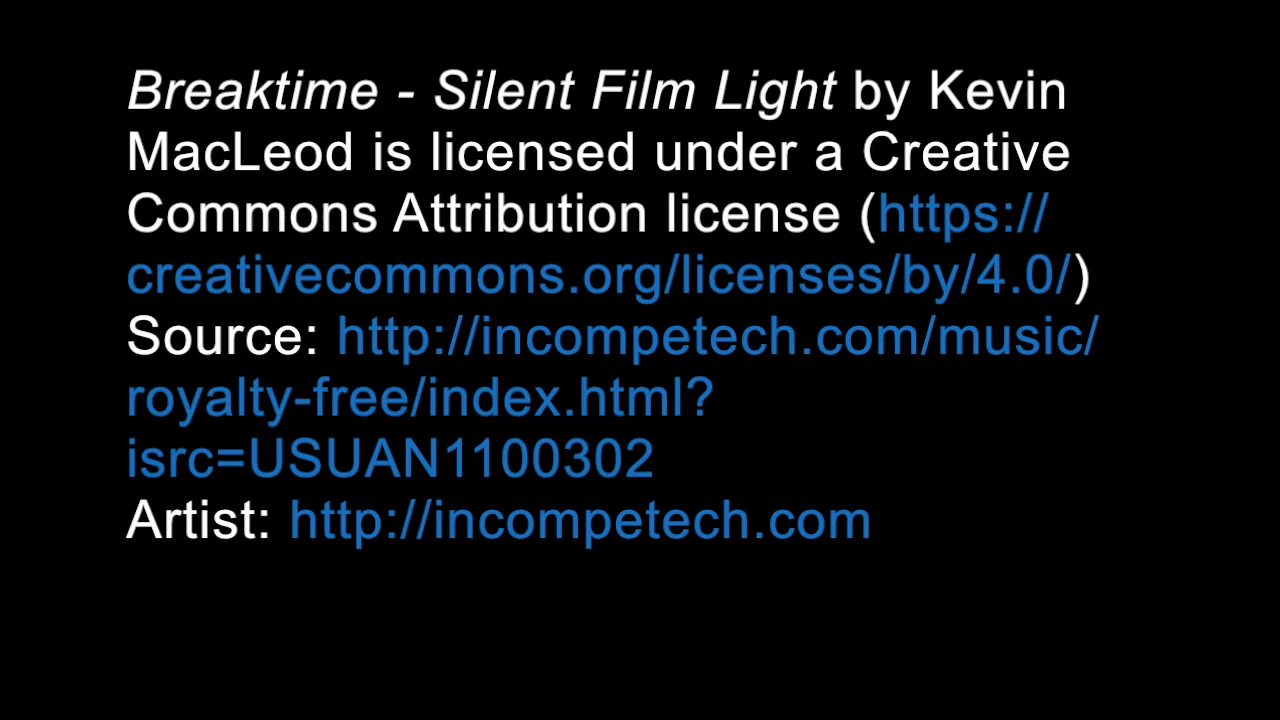 Breaktime - Silent Film Light by Kevin
MacLeod is licensed under a Creative
Commons Attribution license (https://
creativecommons.org/licenses/by/4.0/)
Source: http://incompetech.com/music/
royalty-free/index.html?
isrc=USUAN1100302
Artist: http://incompetech.com